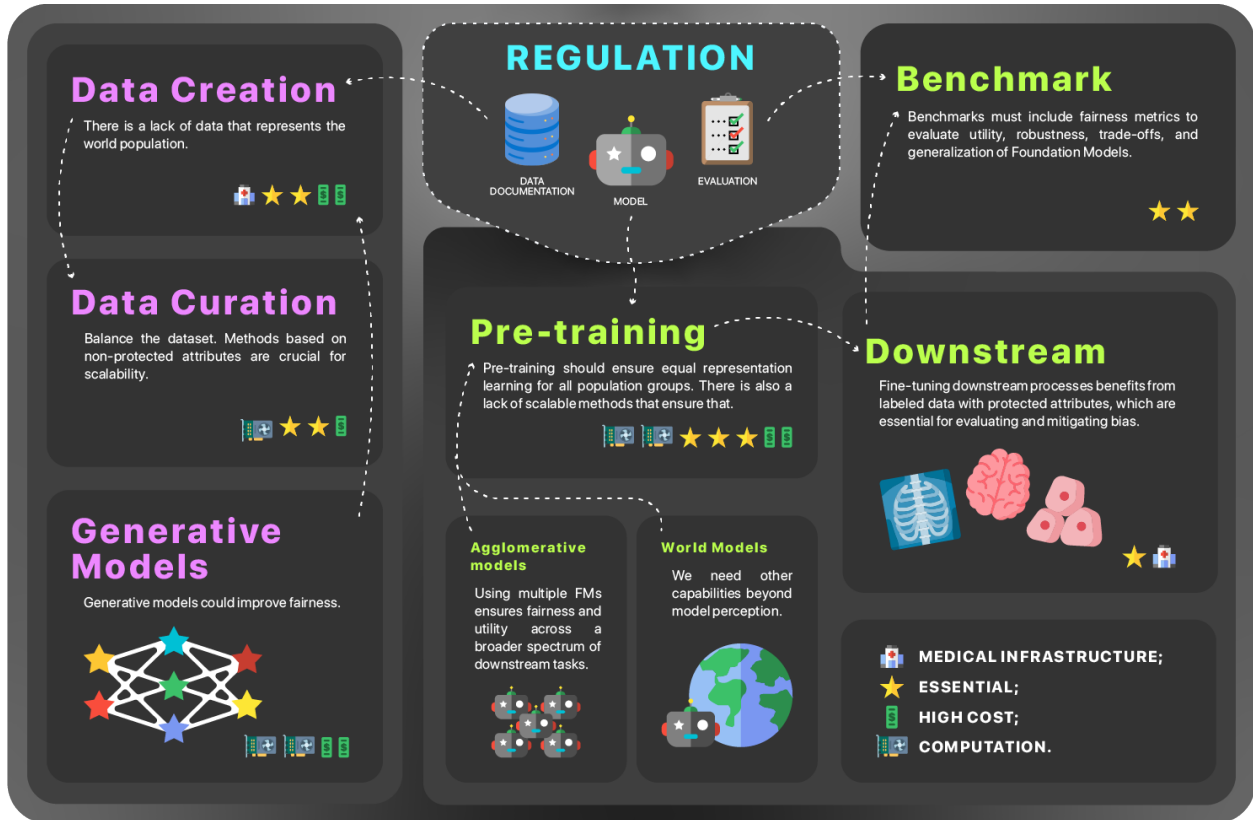 Data Creation
There is a lack of data that represents the
world population.
Data Curation
Balance the dataset. Methods based on
non-protected attributes are crucial for
scalability.
Generative
Models
Generative models could improve fairness.
REGULATION
DATA
DOCUMENTATION
MODEL
EVALUATION
Pre-training
Pre-training should ensure equal representation
learning for all population groups. There is also a
lack of scalable methods that ensure that.
Agglomerative
models
Using multiple FMs
ensures fairness and
utility across a
broader spectrum of
downstream tasks.
World Models
We need other
capabilities beyond
model perception.
Benchmark
Benchmarks must include fairness metrics to
evaluate utility, robustness, trade-offs, and
generalization of Foundation Models.
Downstream
Fine-tuning downstream processes benefits from
labeled data with protected attributes, which are
essential for evaluating and mitigating bias.
MEDICAL INFRASTRUCTURE;
ESSENTIAL;
HIGH COST;
COMPUTATION.